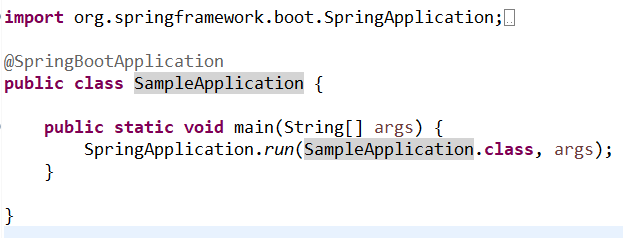 import org.springframework.boot.SpringApplication;
@SpringBootApplication
public class SampleApplication {
public static void main(String[] args) {
SpringApplication.run(SampleApplication.class, args);
}
}